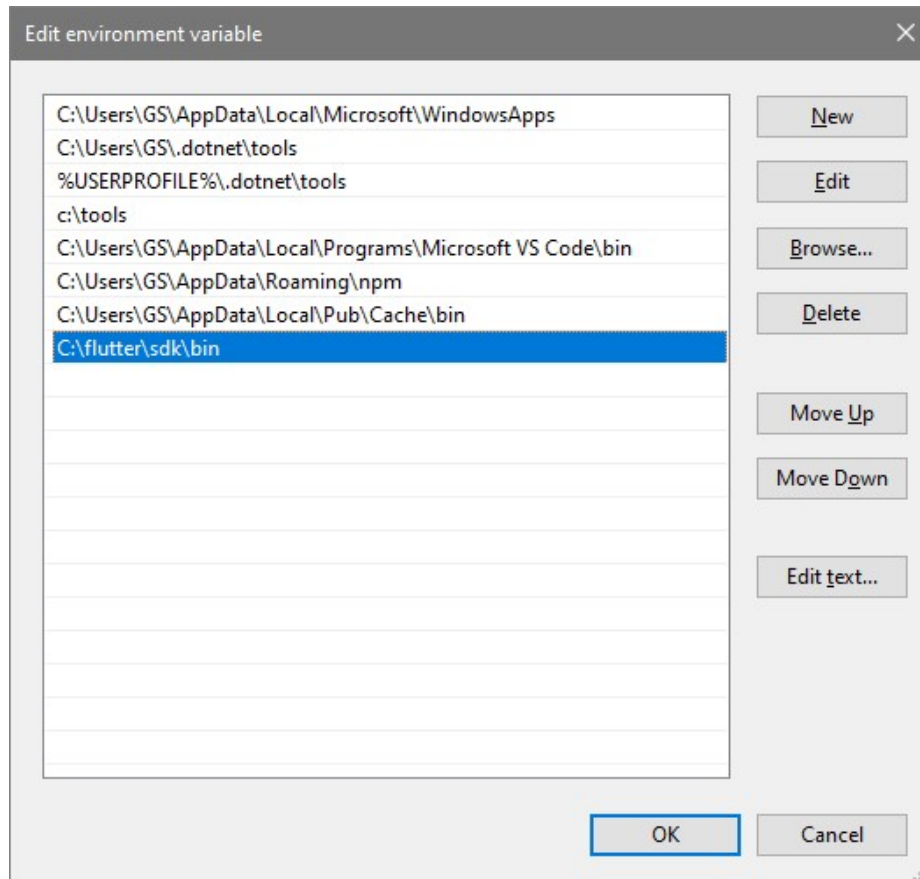 Edit environment variable
C:\Users\GS\AppData\Local\Microsoft\WindowsApps
C:\Users\GS\.dotnet\tools
%USERPROFILE%\.dotnet\tools
c:\tools
C:\Users\GS\AppData\Local\Programs\Microsoft VS Code\bin
C:\Users\GS\AppData\Roaming\npm
C:\Users\GS\AppData\Local\Pub\Cache\bin
C:\flutter\sdk\bin
New
Edit
Browse...
Delete
Move Up
Move Down
Edit text...
OK
Cancel